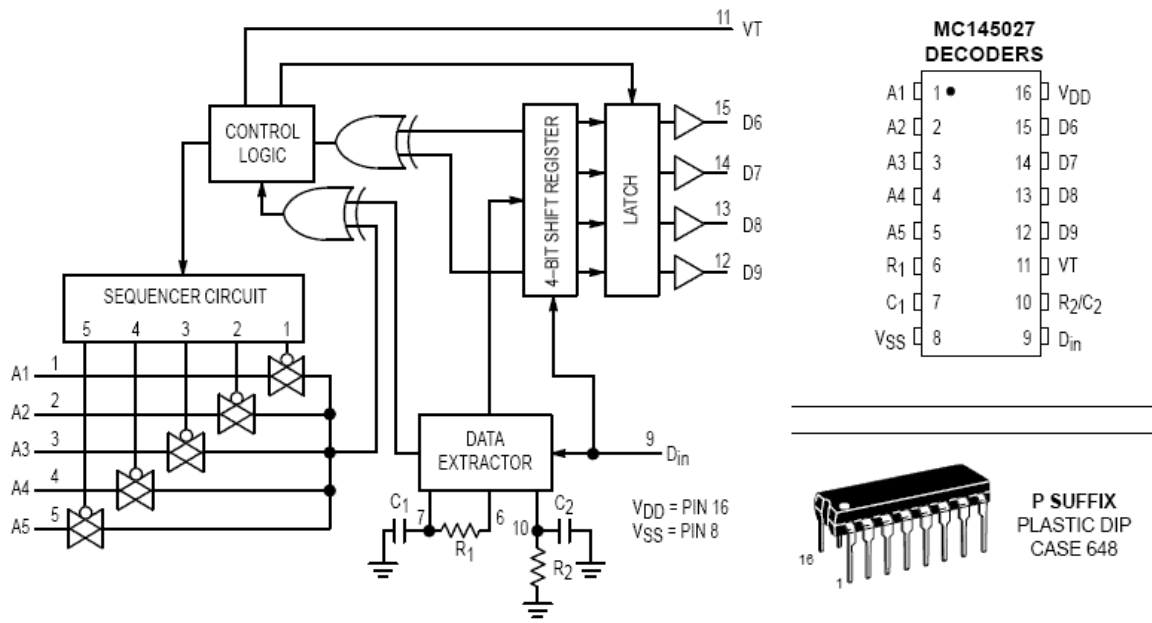 11 VT
CONTROL
LOGIC
4–BIT SHIFT REGISTER
LATCH
15 D6
14 D7
13 D8
12 D9
SEQUENCER CIRCUIT
5 4 3 2 1
A1 1
A2 2
A3 3
A4 4
A5 5
DATA
EXTRACTOR
9 Din
C1 7 R1 6 10 C2
R2
VDD = PIN 16
VSS = PIN 8
MC145027
DECODERS
A1 1 16 VDD
A2 2 15 D6
A3 3 14 D7
A4 4 13 D8
A5 5 12 D9
R1 6 11 VT
C1 7 10 R2/C2
VSS 8 9 Din
16
1
P SUFFIX
PLASTIC DIP
CASE 648